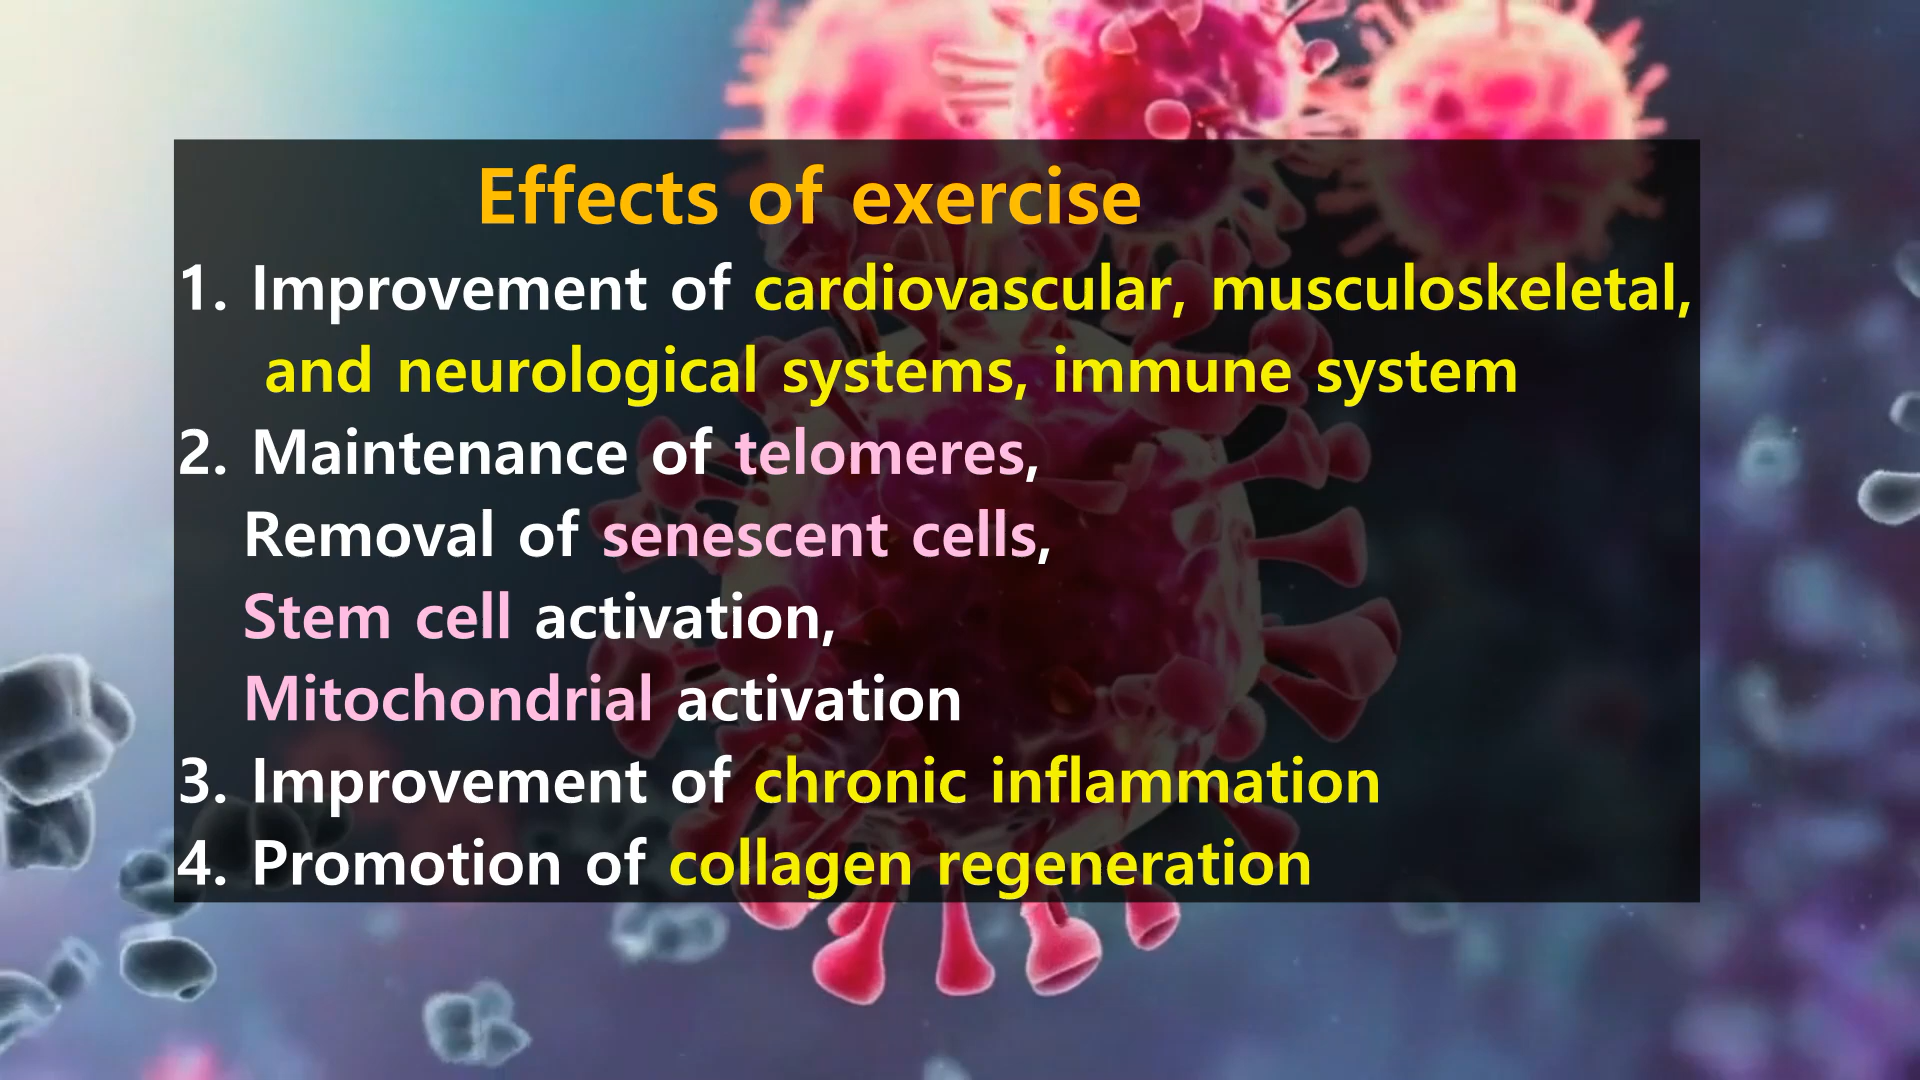 Effects of exercise
1. Improvement of cardiovascular, musculoskeletal,
and neurological systems, immune system
2. Maintenance of telomeres,
Removal of senescent cells,
Stem cell activation,
Mitochondrial activation
3. Improvement of chronic inflammation
4. Promotion of collagen regeneration